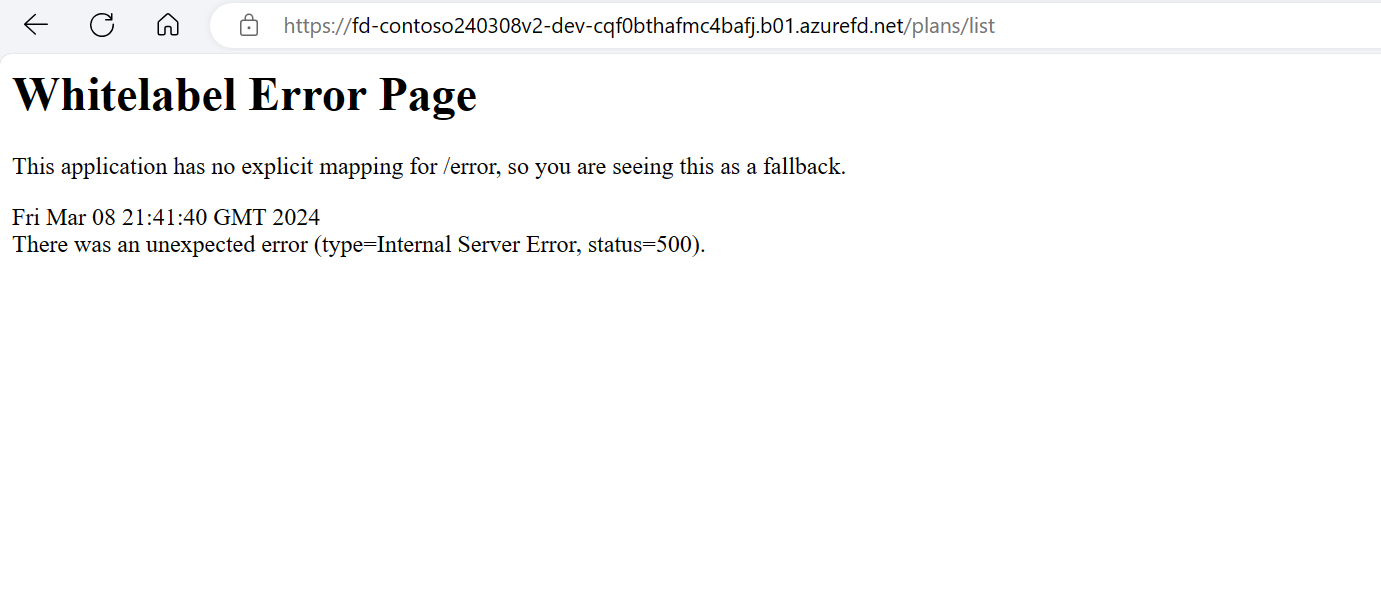 https://fd-contoso240308v2-dev-cqf0bthafmc4bafj.b01.azurefd.net/plans/list
Whitelabel Error Page
This application has no explicit mapping for /error, so you are seeing this as a fallback.
Fri Mar 08 21:41:40 GMT 2024
There was an unexpected error (type=Internal Server Error, status=500).